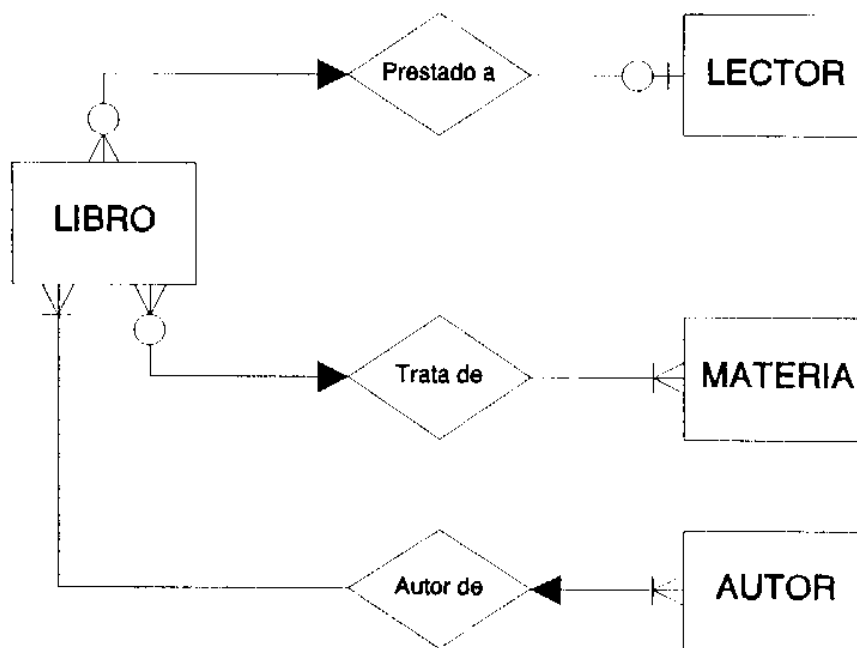 Prestado a
LECTOR
LIBRO
Trata de
MATERIA
Autor de
AUTOR